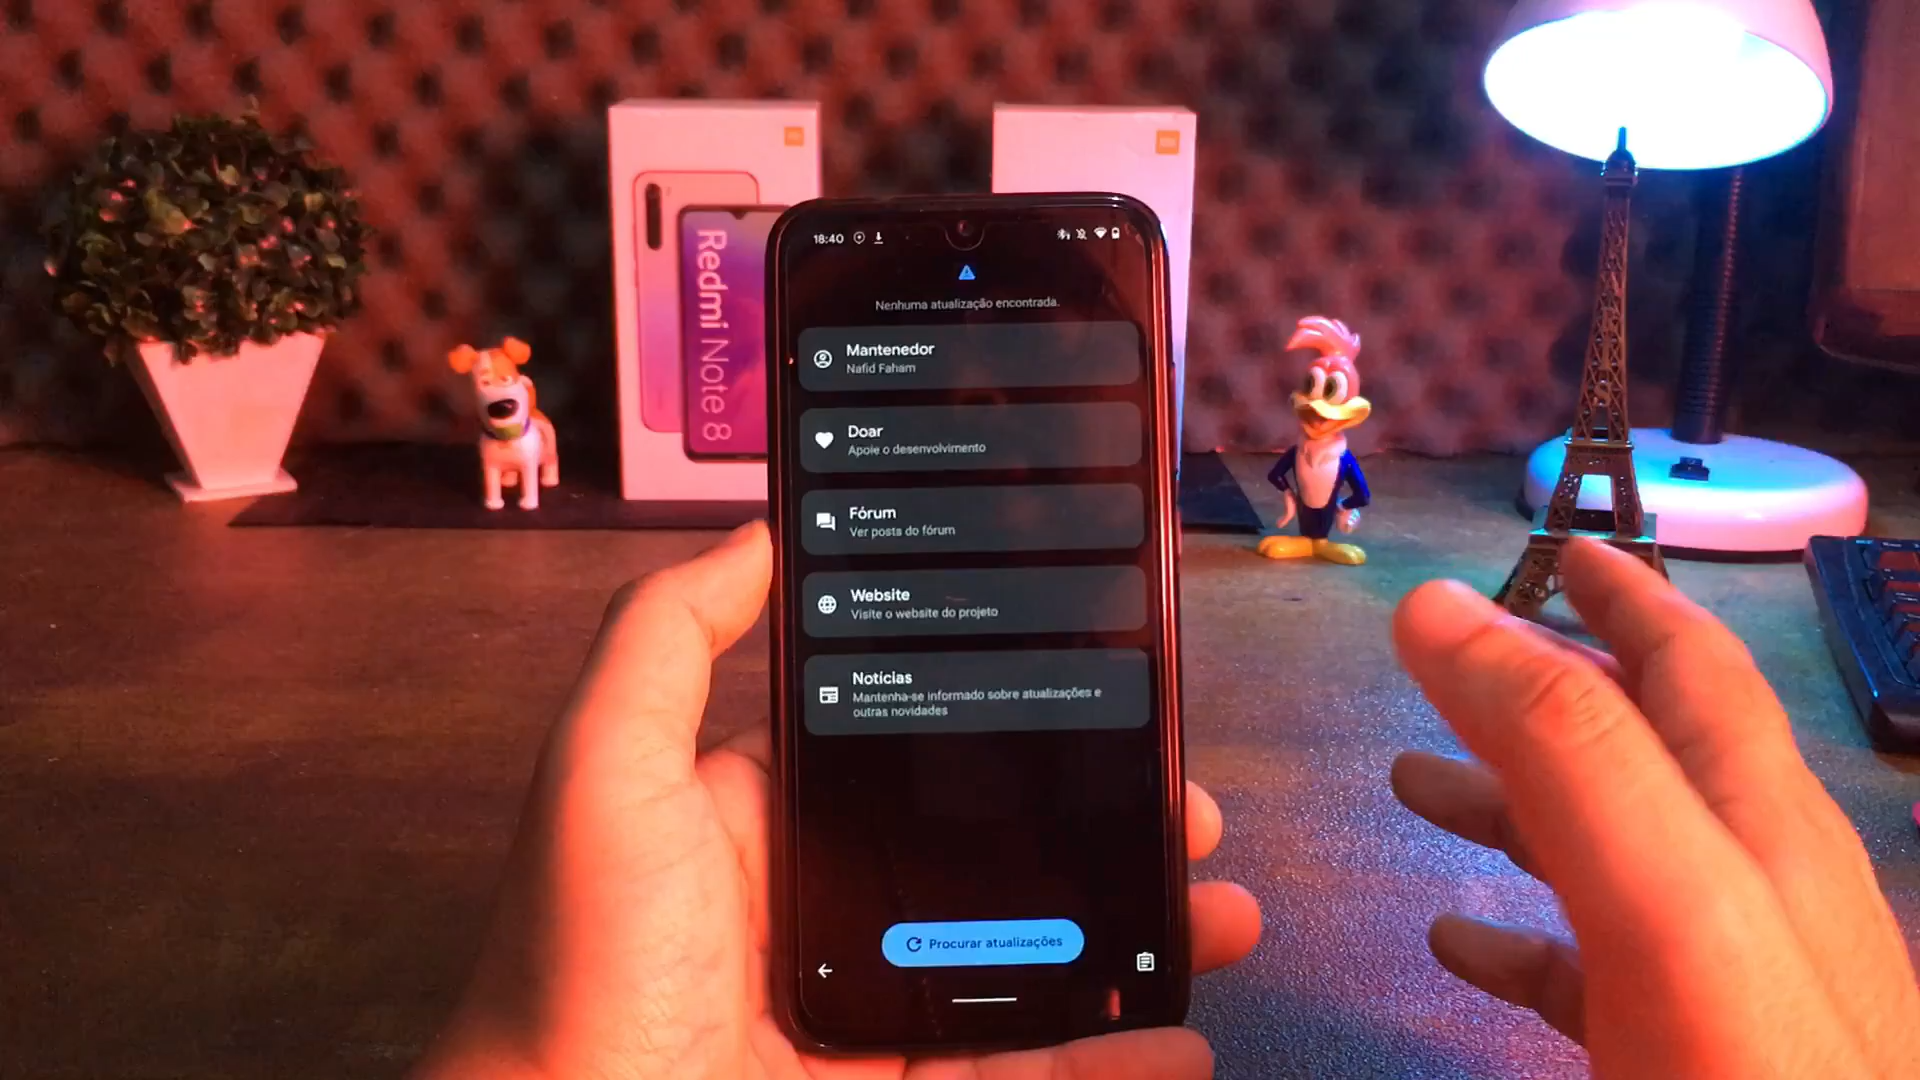 Redmi Note 8
18:40
Nenhuma atualização encontrada.
Mantenedor
Nafid Faham
Doar
Apoie o desenvolvimento
Fórum
Ver posta do fórum
Website
Visite o website do projeto
Notícias
Mantenha-se informado sobre atualizações e
outras novidades
Procurar atualizações